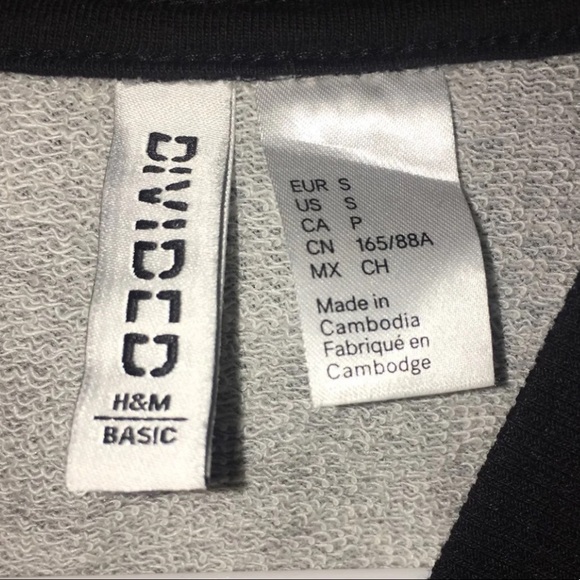 DIVIDED
H&M
BASIC
EUR S
US S
CA P
CN 165/88A
MX CH
Made in
Cambodia
Fabriqué en
Cambodge